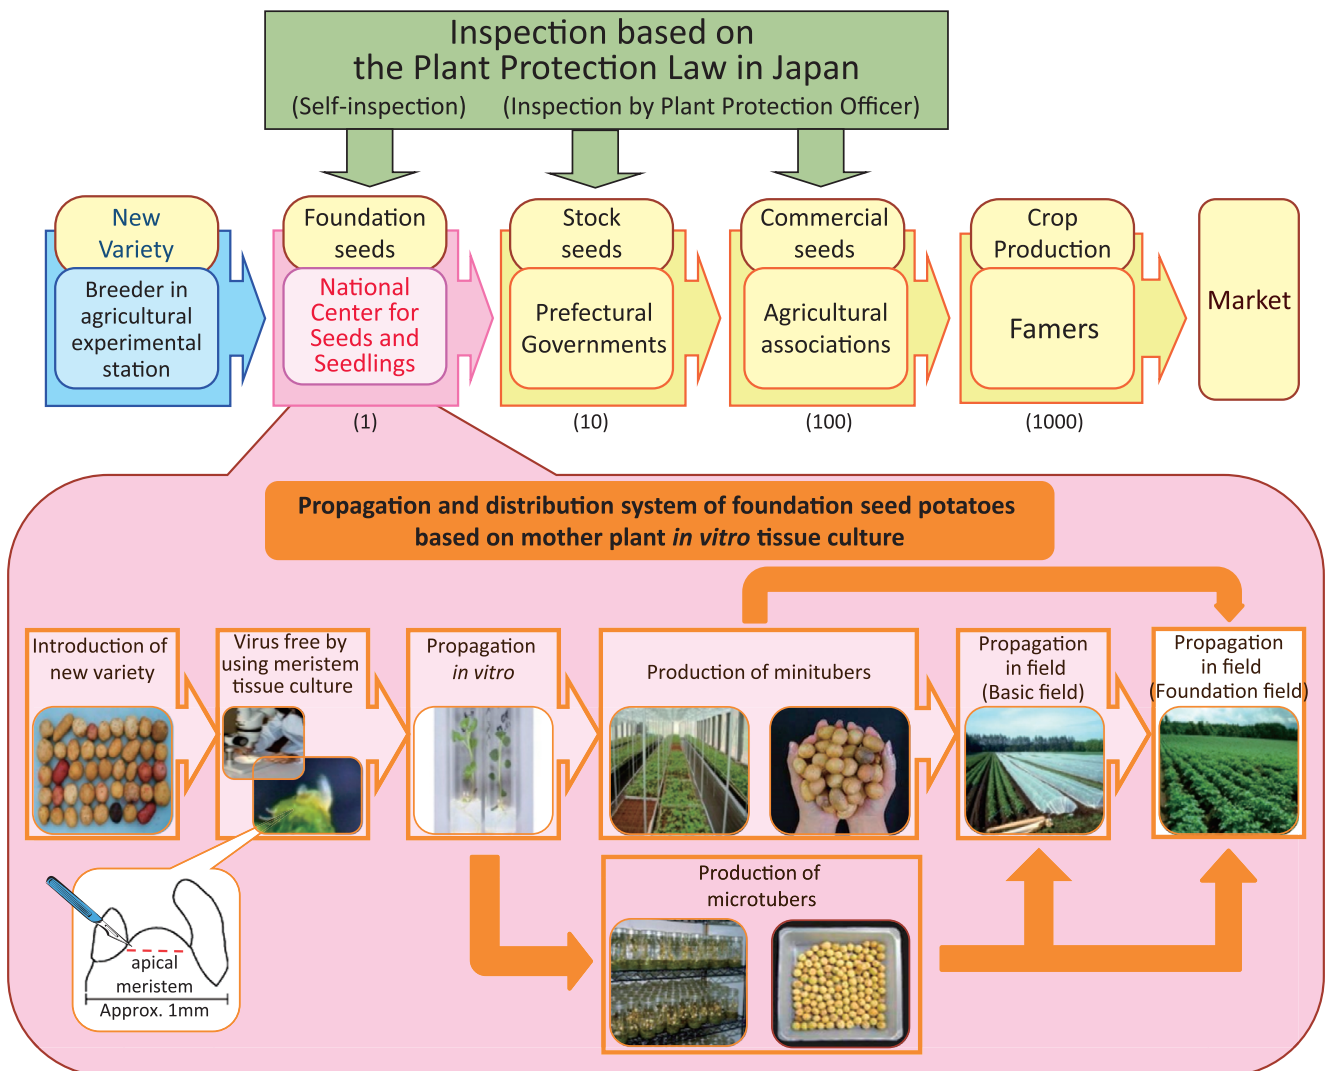 Inspection based on
the Plant Protection Law in Japan
(Self-inspection) (Inspection by Plant Protection Officer)
New
Variety
Breeder in
agricultural
experimental
station
Foundation
seeds
National
Center for
Seeds and
Seedlings
(1)
Stock
seeds
Prefectural
Governments
(10)
Commercial
seeds
Agricultural
associations
(100)
Crop
Production
Famers
(1000)
Market
Propagation and distribution system of foundation seed potatoes
based on mother plant in vitro tissue culture
Introduction of
new variety
Virus free by
using meristem
tissue culture
Propagation
in vitro
Production of minitubers
Propagation
in field
(Basic field)
Propagation
in field
(Foundation field)
apical
meristem
Approx. 1mm
Production of
microtubers